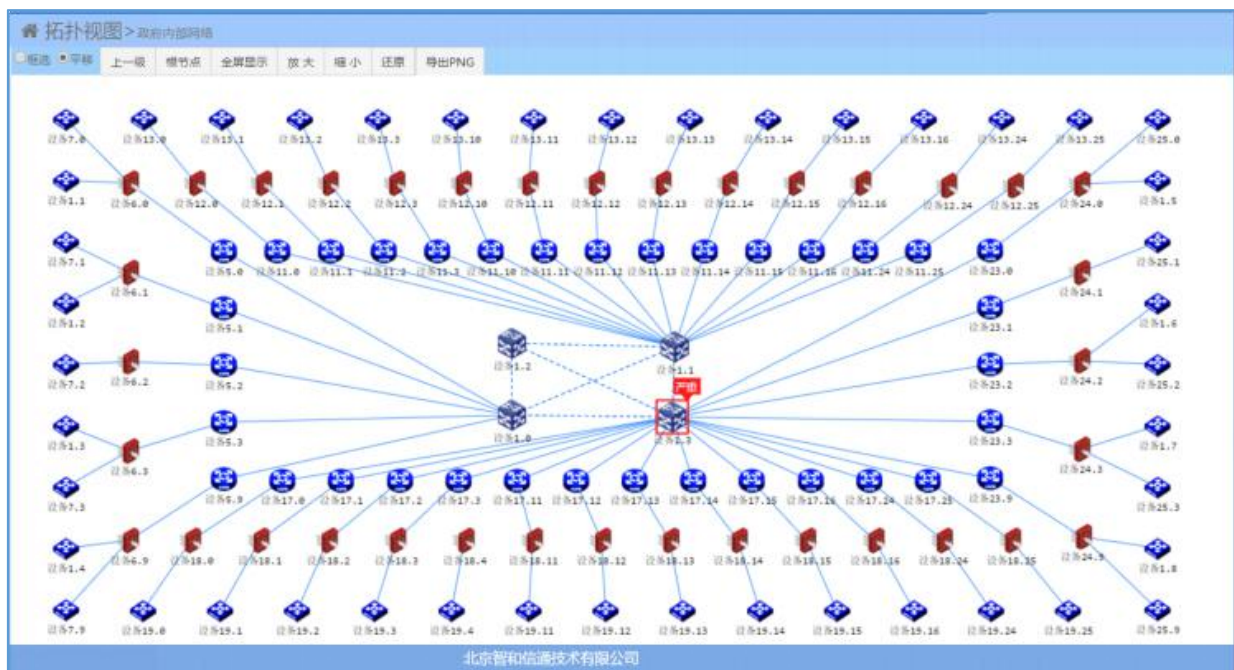 拓扑视图>政府内部网络
框选 平移 上一级 根节点 全屏显示 放大 缩小 还原 导出PNG
设备7.0 设备13.0 设备13.1 设备13.2 设备13.3 设备13.10 设备13.11 设备13.12 设备13.13 设备13.14 设备13.15 设备13.16 设备13.24 设备13.25 设备25.0
设备1.1 设备6.0 设备12.0 设备12.1 设备12.2 设备12.3 设备12.10 设备12.11 设备12.12 设备12.13 设备12.14 设备12.15 设备12.16 设备12.24 设备12.25 设备24.0 设备1.5
设备7.1 设备5.0 设备11.0 设备11.1 设备11.2 设备11.3 设备11.10 设备11.11 设备11.12 设备11.13 设备11.14 设备11.15 设备11.16 设备11.24 设备11.25 设备23.0 设备25.1
设备6.1 设备24.1
设备1.2 设备5.1 设备23.1 设备1.6
设备1.2 设备1.1
设备7.2 设备6.2 设备5.2 设备23.2 设备24.2 设备25.2
严重
设备1.3 设备5.3 设备1.0 设备1.3 设备23.3 设备1.7
设备6.3 设备24.3
设备7.3 设备5.9 设备17.0 设备17.1 设备17.2 设备17.3 设备17.11 设备17.12 设备17.13 设备17.14 设备17.15 设备17.16 设备17.24 设备17.25 设备23.9 设备25.3
设备1.4 设备6.9 设备18.0 设备18.1 设备18.2 设备18.3 设备18.4 设备18.11 设备18.12 设备18.13 设备18.14 设备18.15 设备18.16 设备18.24 设备18.25 设备24.9 设备1.8
设备7.9 设备19.0 设备19.1 设备19.2 设备19.3 设备19.4 设备19.11 设备19.12 设备19.13 设备19.14 设备19.15 设备19.16 设备19.24 设备19.25 设备25.9
北京智和信通技术有限公司